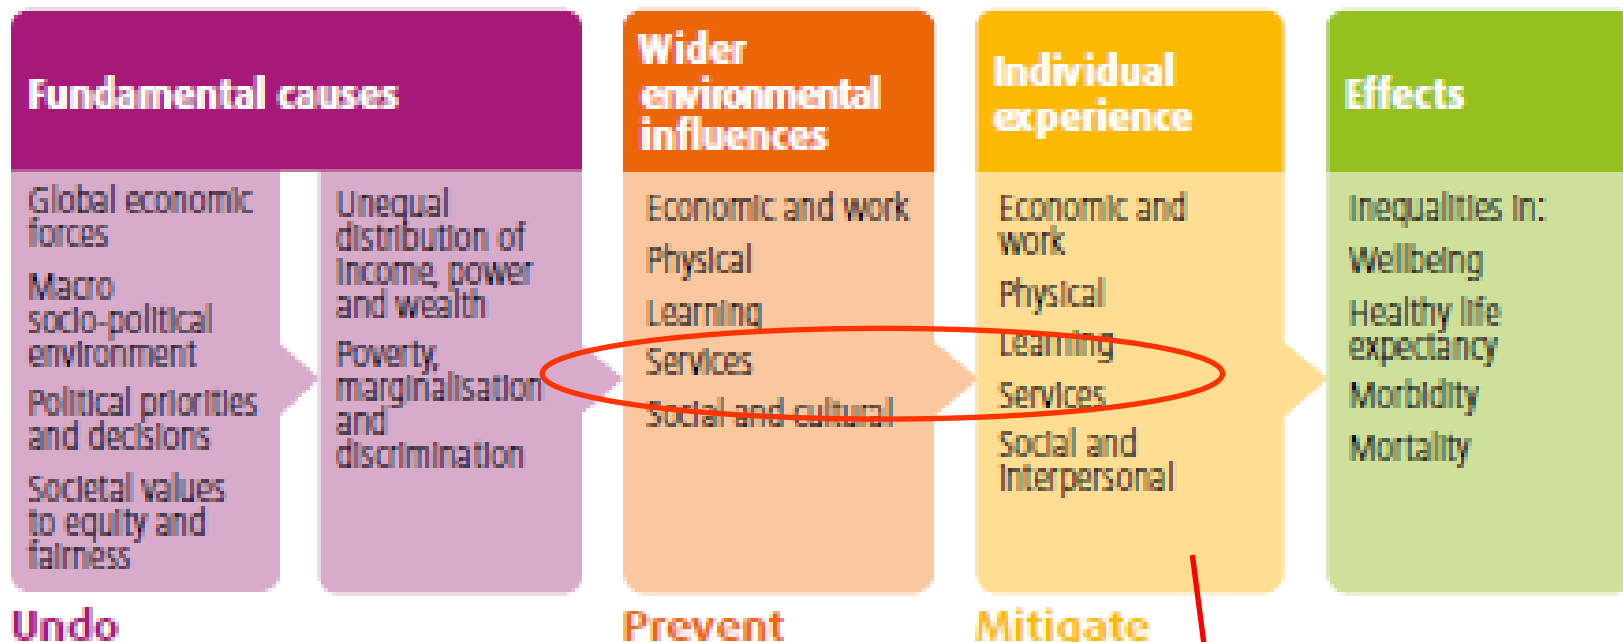 Fundamental causes
Global economic
forces
Macro
socio-political
environment
Political priorities
and decisions
Societal values
to equity and
fairness
Unequal
distribution of
income, power
and wealth
Poverty,
marginalisation
and
discrimination
Undo
Wider
environmental
influences
Economic and work
Physical
Learning
Services
Social and cultural
Prevent
Individual
experience
Economic and
work
Physical
Learning
Services
Social and
interpersonal
Mitigate
Effects
Inequalities in:
Wellbeing
Healthy life
expectancy
Morbidity
Mortality